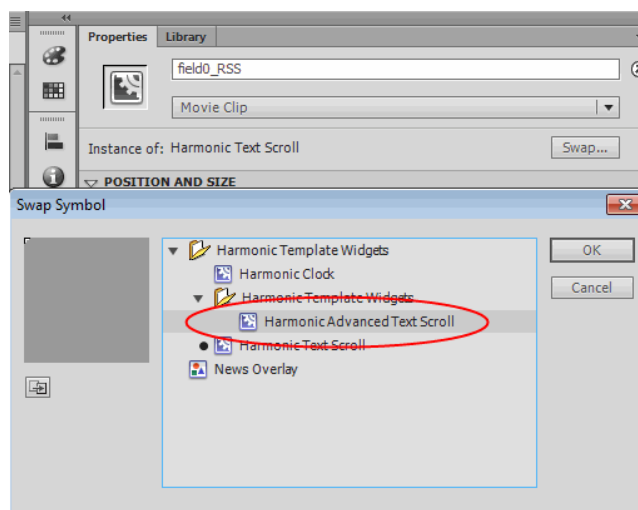 Properties
Library
field0_RSS
Movie Clip
Instance of: Harmonic Text Scroll
Swap...
POSITION AND SIZE
Swap Symbol
Harmonic Template Widgets
Harmonic Clock
Harmonic Template Widgets
Harmonic Advanced Text Scroll
Harmonic Text Scroll
News Overlay
OK
Cancel